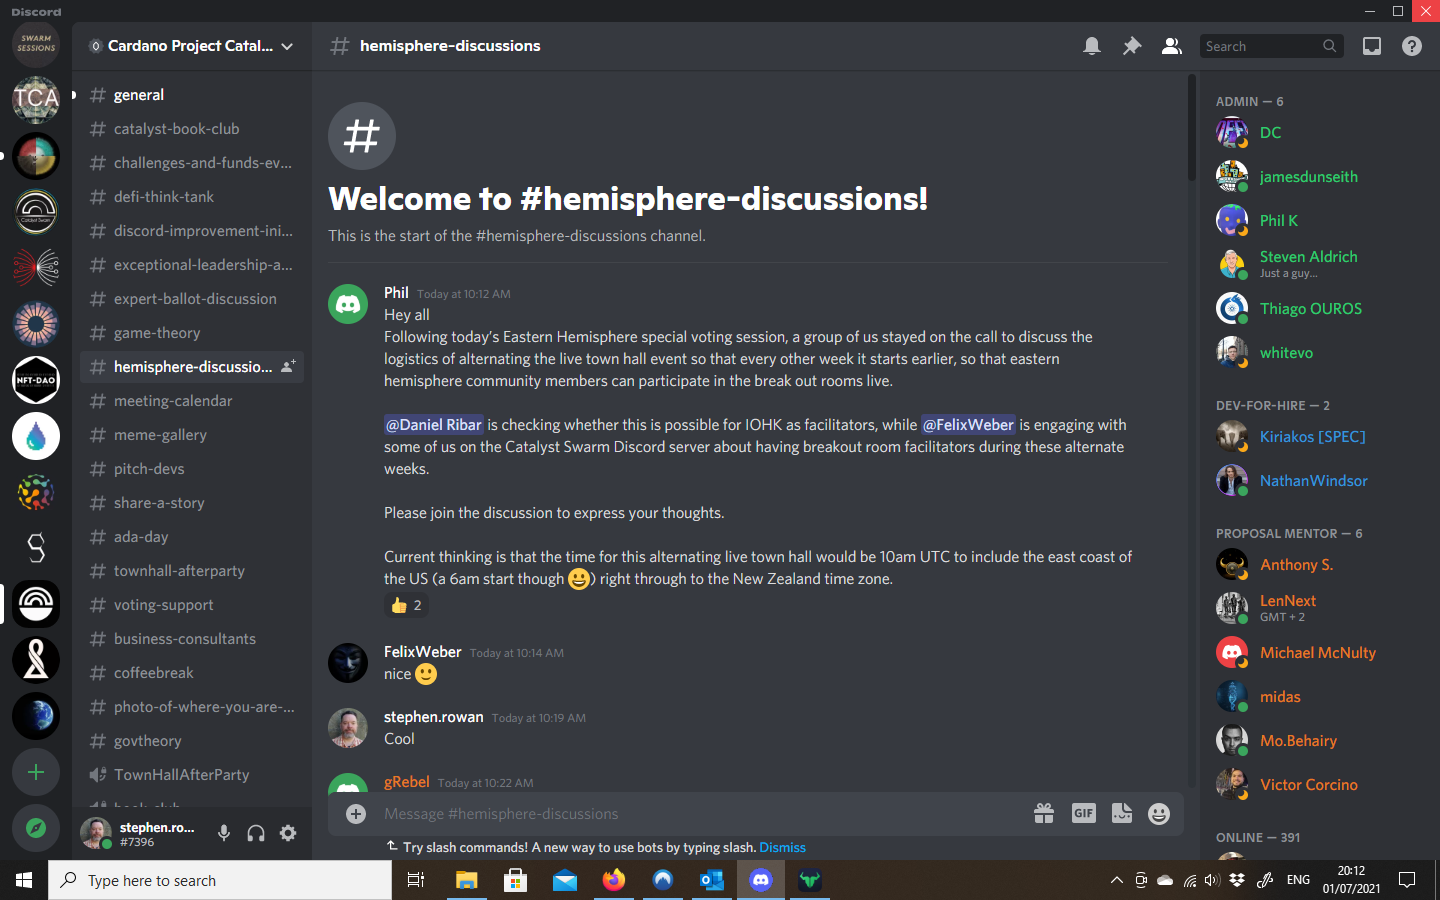 Discord
SWARM
SESSIONS
TCA
Catalyst Swarm
NFT-DAO
Cardano Project Catal...
general
catalyst-book-club
challenges-and-funds-ev...
defi-think-tank
discord-improvement-ini...
exceptional-leadership-a...
expert-ballot-discussion
game-theory
hemisphere-discussio...
meeting-calendar
meme-gallery
pitch-devs
share-a-story
ada-day
townhall-afterparty
voting-support
business-consultants
coffeebreak
photo-of-where-you-are-...
govtheory
TownHallAfterParty
book-club
stephen.ro...
#7396
hemisphere-discussions
Search
Welcome to #hemisphere-discussions!
This is the start of the #hemisphere-discussions channel.
Phil Today at 10:12 AM
Hey all
Following today's Eastern Hemisphere special voting session, a group of us stayed on the call to discuss the
logistics of alternating the live town hall event so that every other week it starts earlier, so that eastern
hemisphere community members can participate in the break out rooms live.
@Daniel Ribar is checking whether this is possible for IOHK as facilitators, while @FelixWeber is engaging with
some of us on the Catalyst Swarm Discord server about having breakout room facilitators during these alternate
weeks.
Please join the discussion to express your thoughts.
Current thinking is that the time for this alternating live town hall would be 10am UTC to include the east coast of
the US (a 6am start though 😀) right through to the New Zealand time zone.
👍 2
FelixWeber Today at 10:14 AM
nice 🙂
stephen.rowan Today at 10:19 AM
Cool
gRebel Today at 10:22 AM
Message #hemisphere-discussions
GIF
Try slash commands! A new way to use bots by typing slash. Dismiss
ADMIN — 6
DC
jamesdunseith
Phil K
Steven Aldrich
Just a guy...
Thiago OUROS
whitevo
DEV-FOR-HIRE — 2
Kiriakos [SPEC]
NathanWindsor
PROPOSAL MENTOR — 6
Anthony S.
LenNext
GMT + 2
Michael McNulty
midas
Mo.Behairy
Victor Corcino
ONLINE — 391
Type here to search
ENG
20:12
01/07/2021